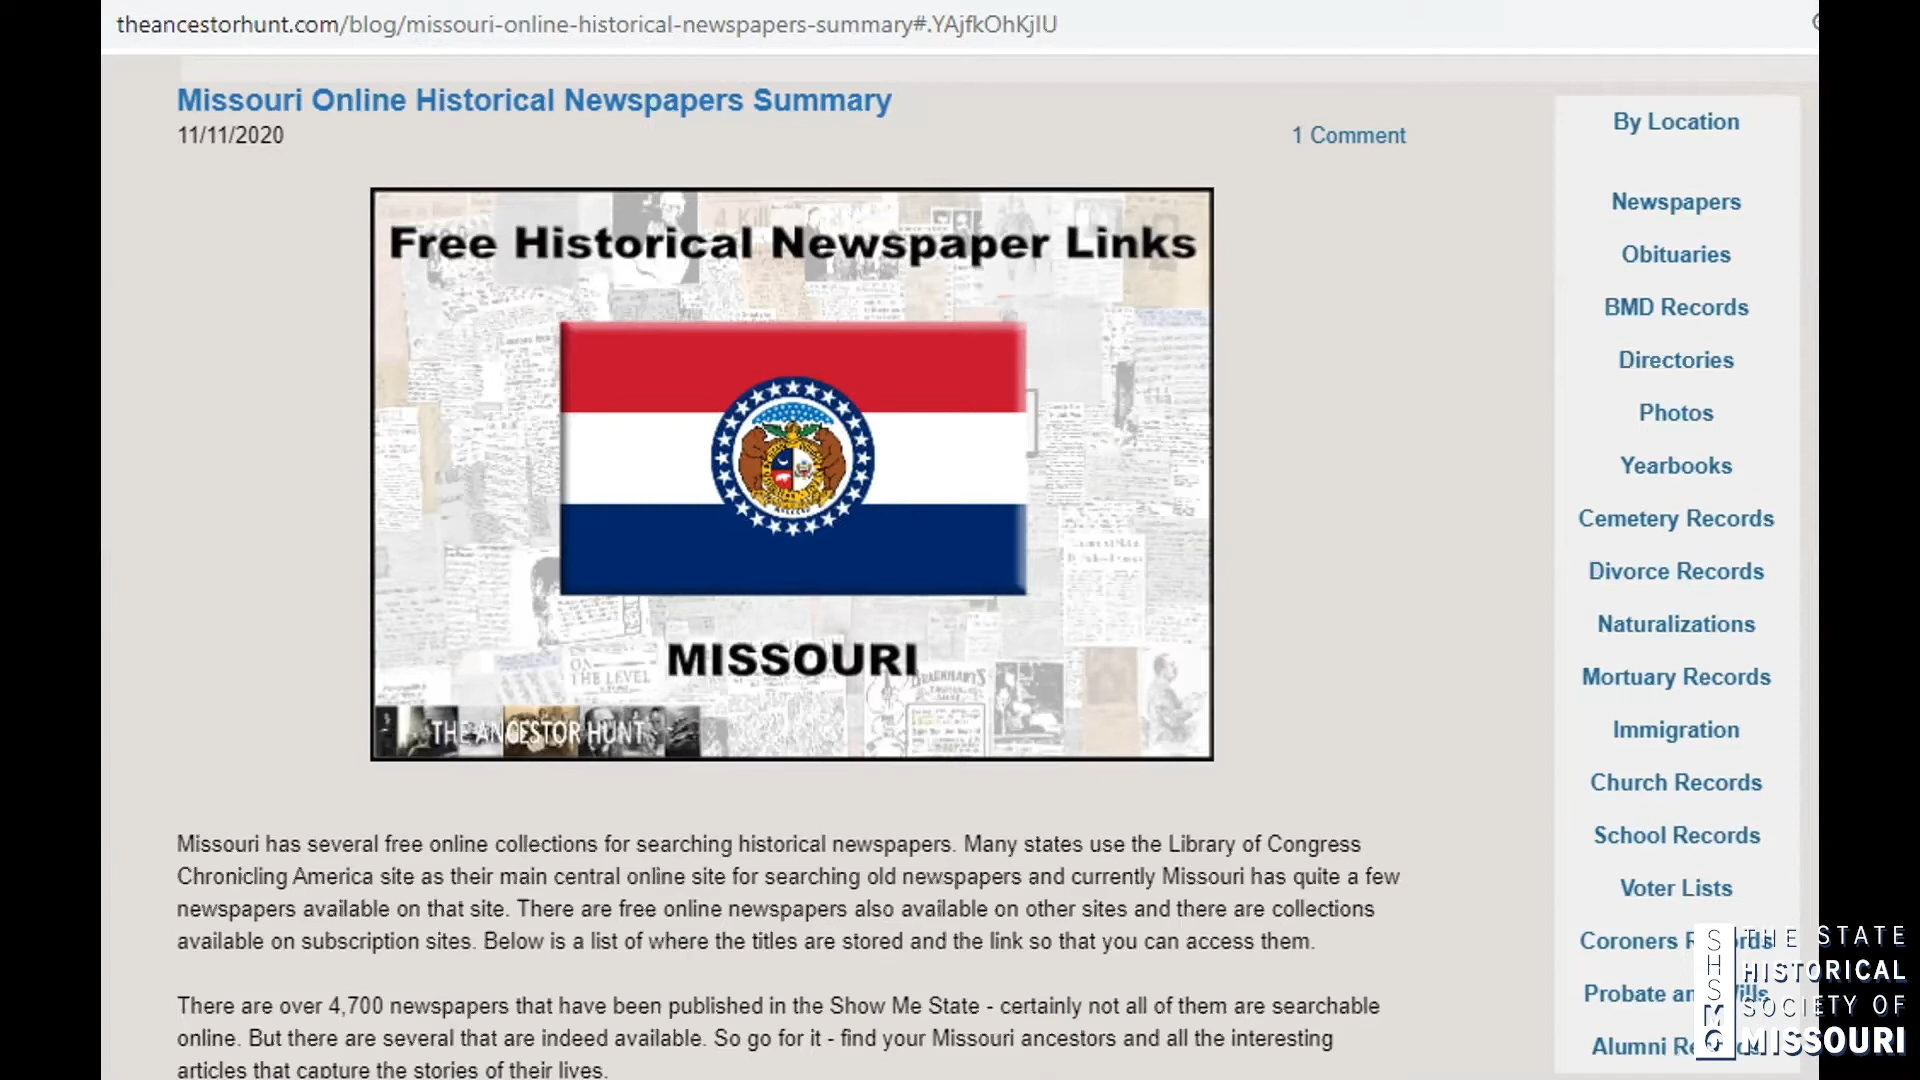 theancestorhunt.com/blog/missouri-online-historical-newspapers-summary#.YAjfkOhKjIU
Missouri Online Historical Newspapers Summary
11/11/2020
1 Comment
Free Historical Newspaper Links
MISSOURI
ON
THE LEVEL
THE ANCESTOR HUNT
Missouri has several free online collections for searching historical newspapers. Many states use the Library of Congress
Chronicling America site as their main central online site for searching old newspapers and currently Missouri has quite a few
newspapers available on that site. There are free online newspapers also available on other sites and there are collections
available on subscription sites. Below is a list of where the titles are stored and the link so that you can access them.
There are over 4,700 newspapers that have been published in the Show Me State - certainly not all of them are searchable
online. But there are several that are indeed available. So go for it - find your Missouri ancestors and all the interesting
articles that capture the stories of their lives.
By Location
Newspapers
Obituaries
BMD Records
Directories
Photos
Yearbooks
Cemetery Records
Divorce Records
Naturalizations
Mortuary Records
Immigration
Church Records
School Records
Voter Lists
Coroners
Probate
Alumni
SHSMO
THE STATE
HISTORICAL
SOCIETY OF
MISSOURI